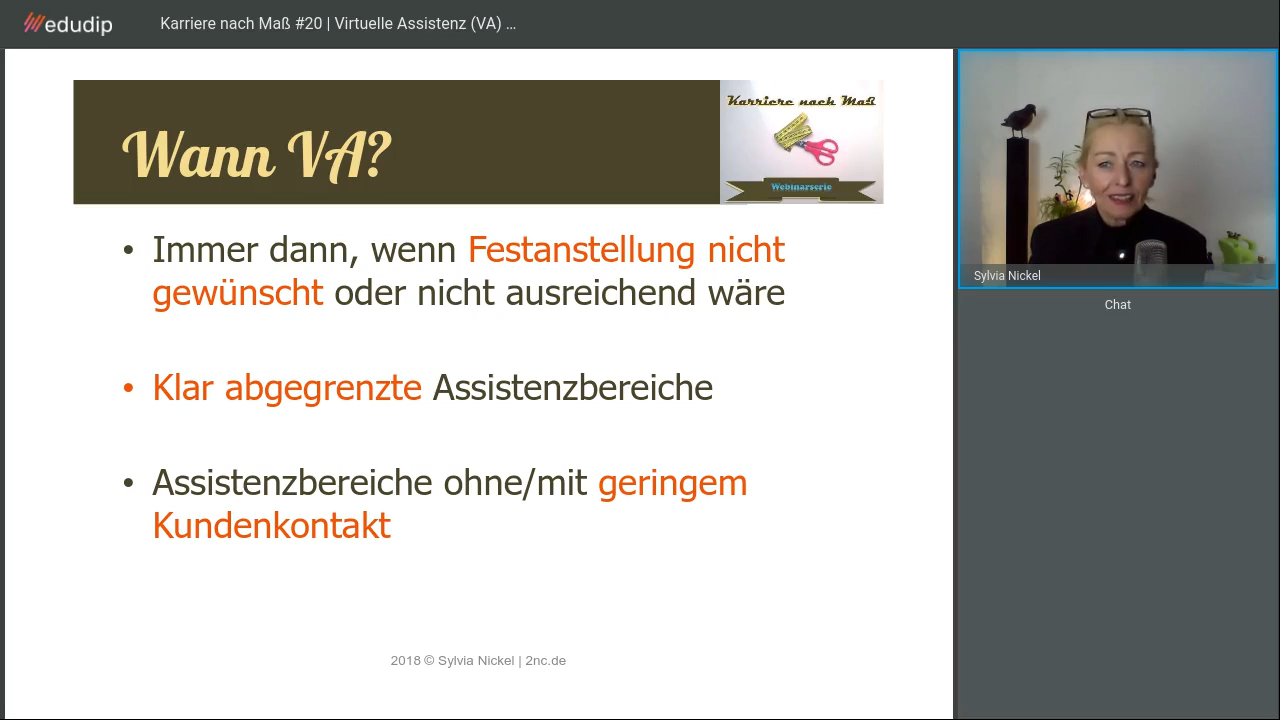 edudip
Karriere nach Maß #20 | Virtuelle Assistenz (VA) ...
Wann VA?
Karriere nach Maß
Webinarserie
• Immer dann, wenn Festanstellung nicht
gewünscht oder nicht ausreichend wäre
• Klar abgegrenzte Assistenzbereiche
• Assistenzbereiche ohne/mit geringem
Kundenkontakt
2018 © Sylvia Nickel | 2nc.de
Sylvia Nickel
Chat